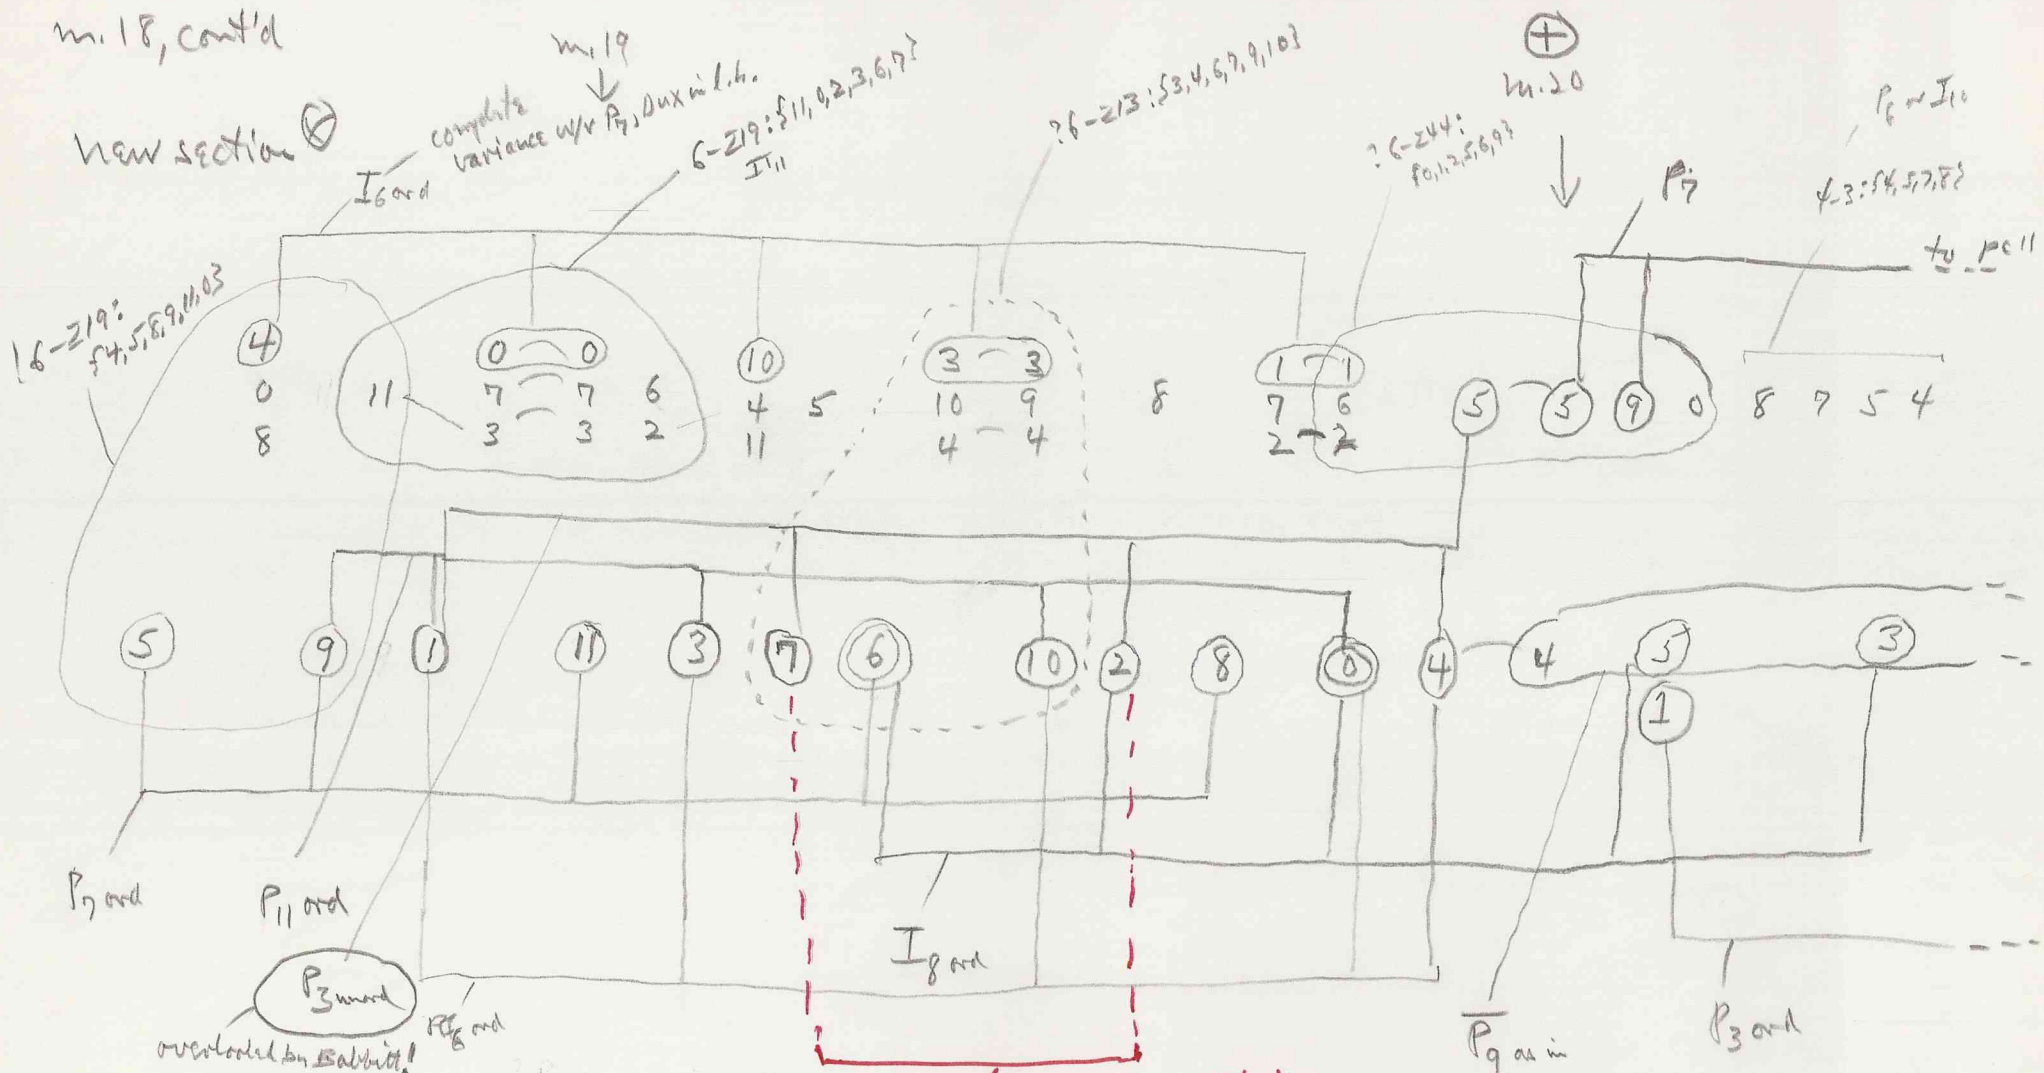 m.18, cont'd
m.19
new section
complete
variance w/r P7, Dux in l.h.
I6 ord
6-Z19: {11,0,2,3,6,7}
?6-Z13: {3,4,6,7,9,10}
?6-Z44:
{0,1,2,5,6,9}
+
m.20
P7
P6 ~ I10
4-3: {4,5,7,8}
to pc 11
!6-Z19:
{4,5,8,9,11,0}
4 0 0 10 3 3 1 1
0 11 7 7 6 4 5 10 9 8 7 6 5 5 9 0 8 7 5 4
8 3 3 2 11 4 4 2 2
5 9 1 11 3 7 6 10 2 8 0 4 4 5 3
1
P7 ord
P11 ord
I8 ord
P3 unord
overlooked by Babbitt!
P9 as in
P3 ord